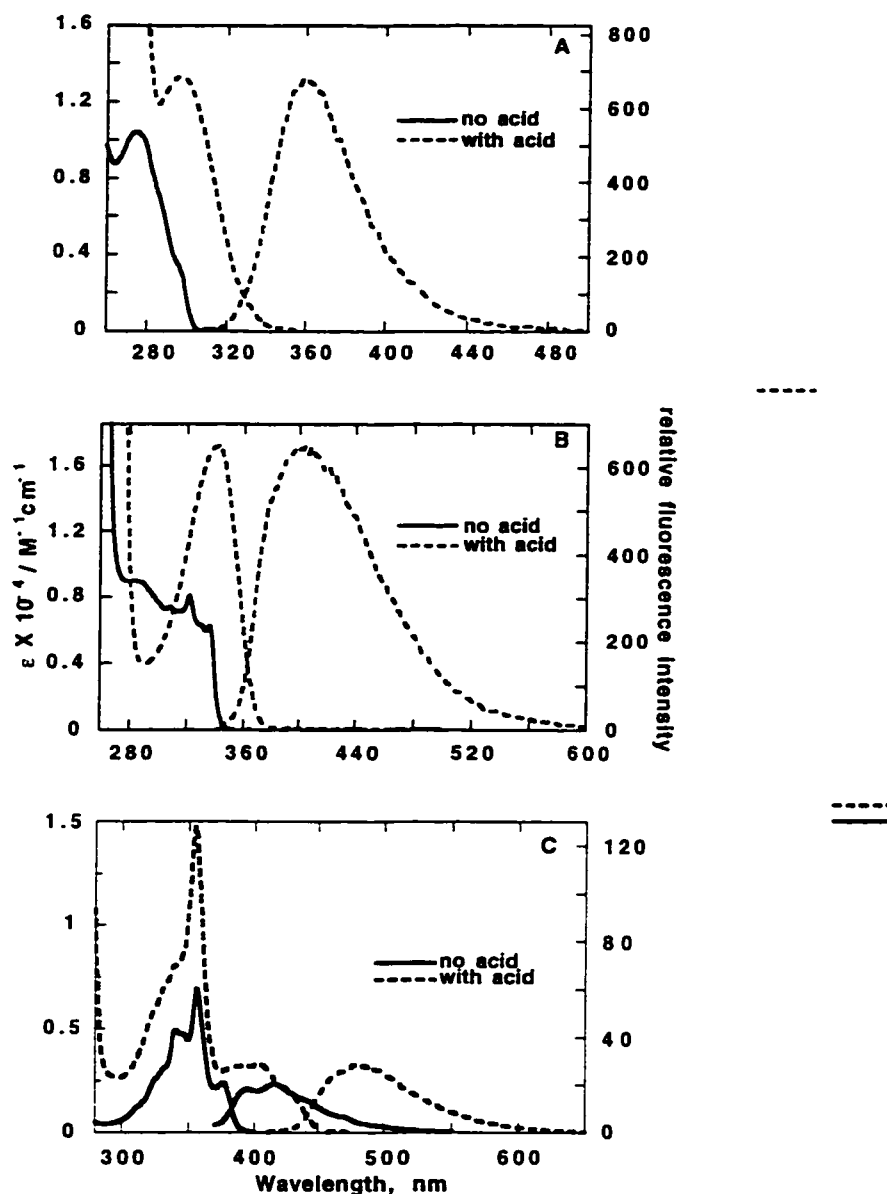 1.6
1.2
0.8
0.4
0
A
no acid
with acid
800
600
400
200
0
280 320 360 400 440 480
1.6
1.2
0.8
0.4
0
B
no acid
with acid
600
400
200
0
280 360 440 520 600
ε X 10⁻⁴ / M⁻¹cm⁻¹
relative fluorescence intensity
1.5
1
0.5
0
C
no acid
with acid
120
80
40
0
300 400 500 600
Wavelength, nm